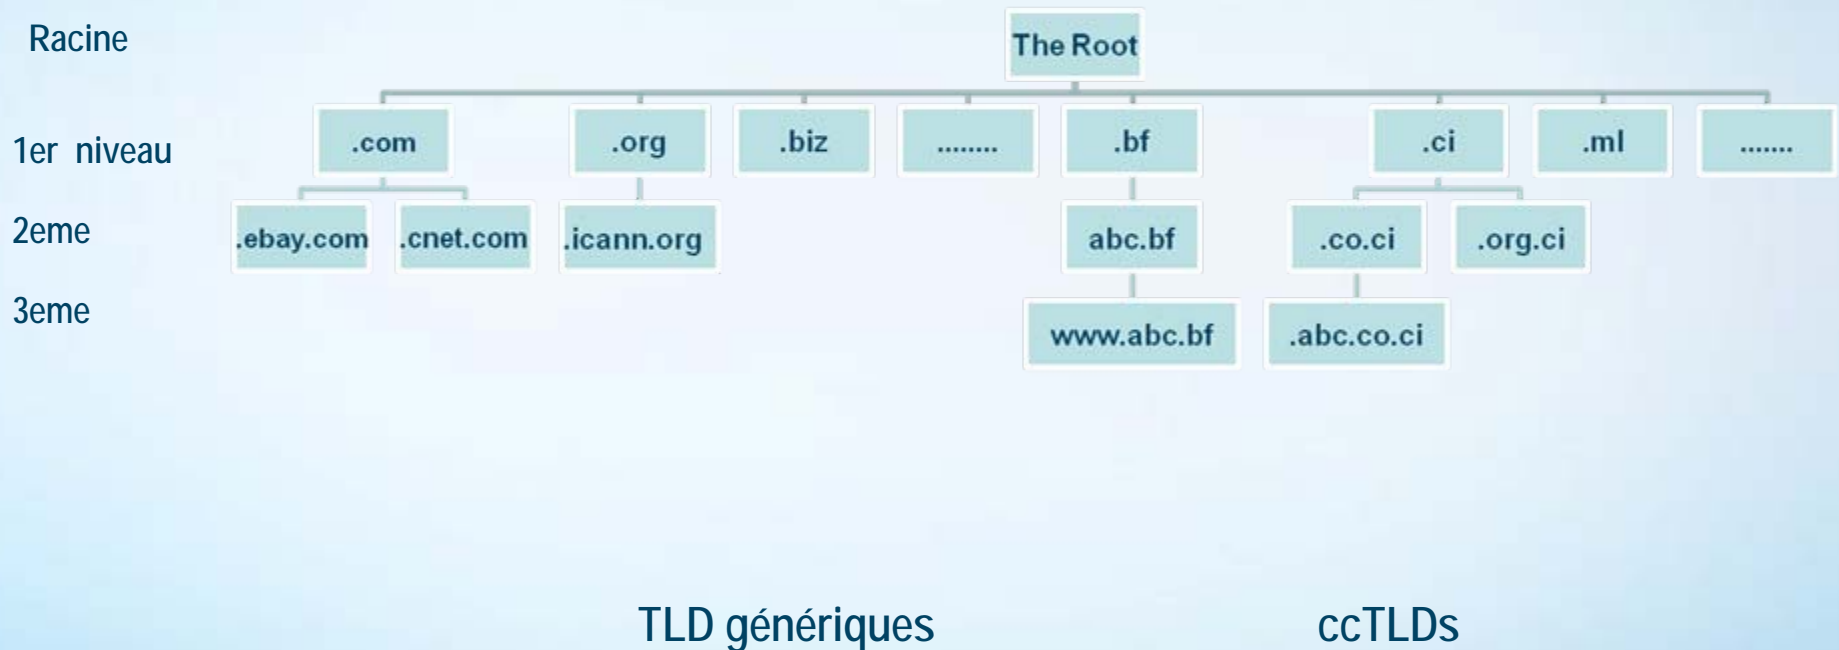 Racine
The Root
1er niveau
.com .org .biz ........ .bf .ci .ml .......
2eme
.ebay.com .cnet.com .icann.org abc.bf .co.ci .org.ci
3eme
www.abc.bf .abc.co.ci
TLD génériques ccTLDs